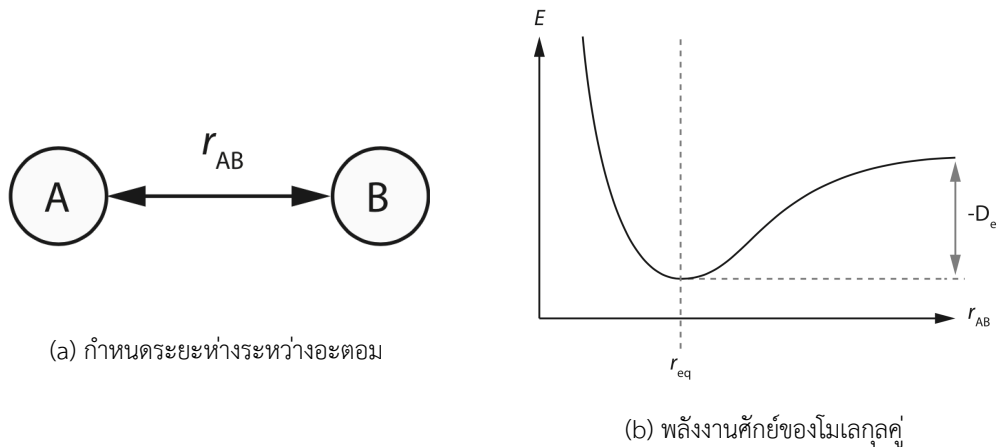 A
r_AB
B
(a) กำหนดระยะห่างระหว่างอะตอม
E
-D_e
r_AB
r_eq
(b) พลังงานศักย์ของโมเลกุลคู่